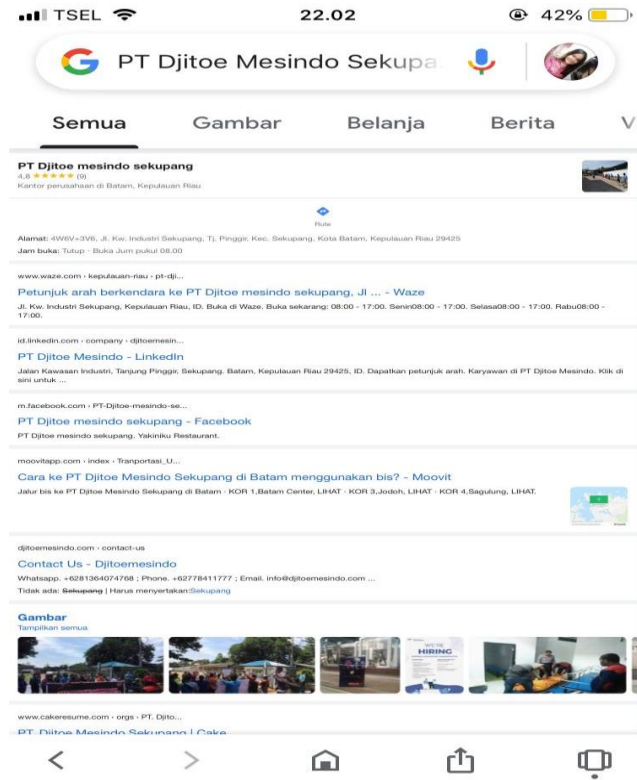 TSEL 22.02 42%
PT Djitoe Mesindo Sekupa
Semua Gambar Belanja Berita V
PT Djitoe mesindo sekupang
4,8 ★★★★★ (9)
Kantor perusahaan di Batam, Kepulauan Riau
Rute
Alamat: 4W6V+3V6, Jl. Kw. Industri Sekupang, Tj. Pinggir, Kec. Sekupang, Kota Batam, Kepulauan Riau 29425
Jam buka: Tutup · Buka Jum pukul 08.00
www.waze.com › kepulauan-riau › pt-dji...
Petunjuk arah berkendara ke PT Djitoe mesindo sekupang, Jl ... - Waze
Jl. Kw. Industri Sekupang, Kepulauan Riau, ID. Buka di Waze. Buka sekarang: 08:00 - 17:00. Senin08:00 - 17:00. Selasa08:00 - 17:00. Rabu08:00 -
17:00.
id.linkedin.com › company › djitoemesin...
PT Djitoe Mesindo - LinkedIn
Jalan Kawasan Industri, Tanjung Pinggir, Sekupang. Batam, Kepulauan Riau 29425, ID. Dapatkan petunjuk arah. Karyawan di PT Djitoe Mesindo. Klik di
sini untuk ...
m.facebook.com › PT-Djitoe-mesindo-se...
PT Djitoe mesindo sekupang - Facebook
PT Djitoe mesindo sekupang. Yakiniku Restaurant.
moovitapp.com › index › Tranportasi_U...
Cara ke PT Djitoe Mesindo Sekupang di Batam menggunakan bis? - Moovit
Jalur bis ke PT Djitoe Mesindo Sekupang di Batam · KOR 1,Batam Center, LIHAT · KOR 3,Jodoh, LIHAT · KOR 4,Sagulung, LIHAT.
djitoemesindo.com › contact-us
Contact Us - Djitoemesindo
Whatsapp. +6281364074768 ; Phone. +62778411777 ; Email. info@djitoemesindo.com ...
Tidak ada: Sekupang | Harus menyertakan:Sekupang
Gambar
Tampilkan semua
WE'RE
HIRING
www.cakeresume.com › orgs › PT. Djito...
PT. Djitoe Mesindo Sekupang | Cake